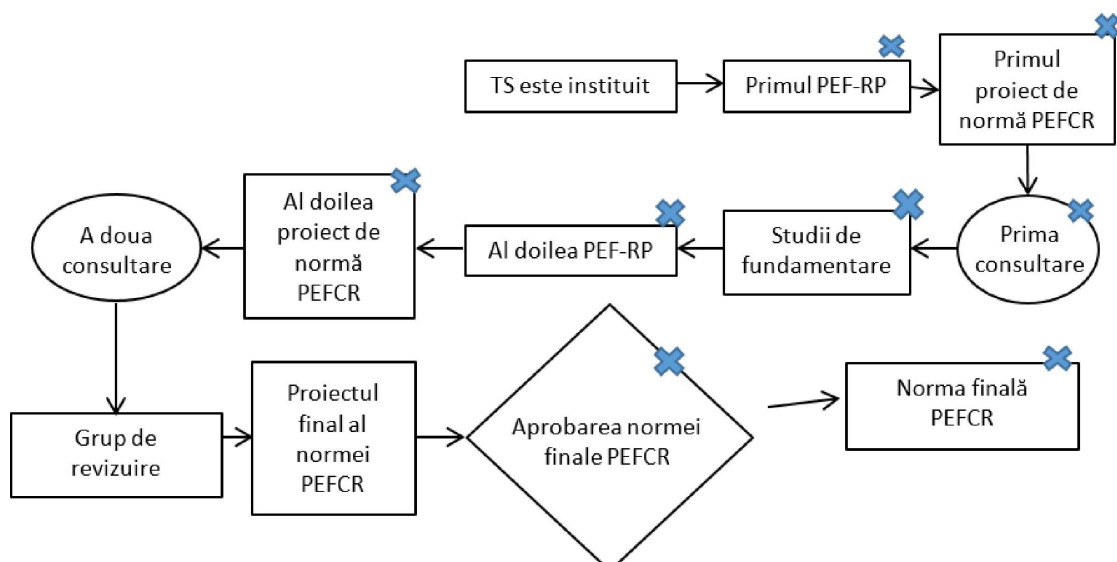 TS este instituit
Primul PEF-RP
Primul
proiect de
normă PEFCR
Prima
consultare
Studii de
fundamentare
Al doilea PEF-RP
Al doilea
proiect de
normă
PEFCR
A doua
consultare
Grup de
revizuire
Proiectul
final al
normei
PEFCR
Aprobarea normei
finale PEFCR
Norma finală
PEFCR